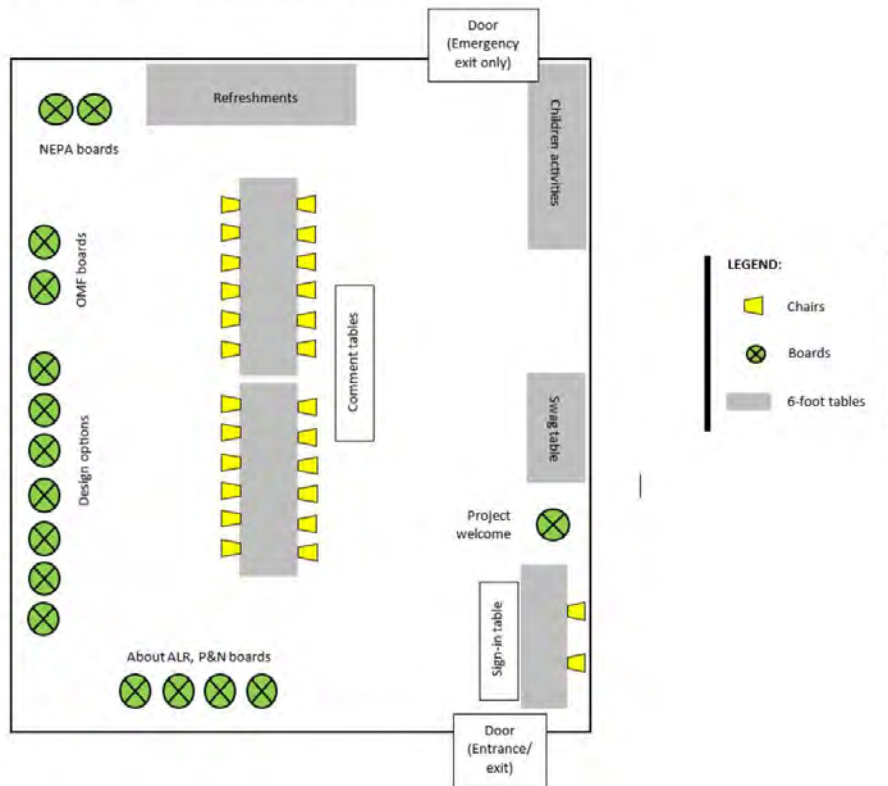 Door
(Emergency
exit only)
Refreshments
Children activities
NEPA boards
OMF boards
Comment tables
Design options
Swag table
Project
welcome
Sign-in table
About ALR, P&N boards
Door
(Entrance/
exit)
LEGEND:
Chairs
Boards
6-foot tables